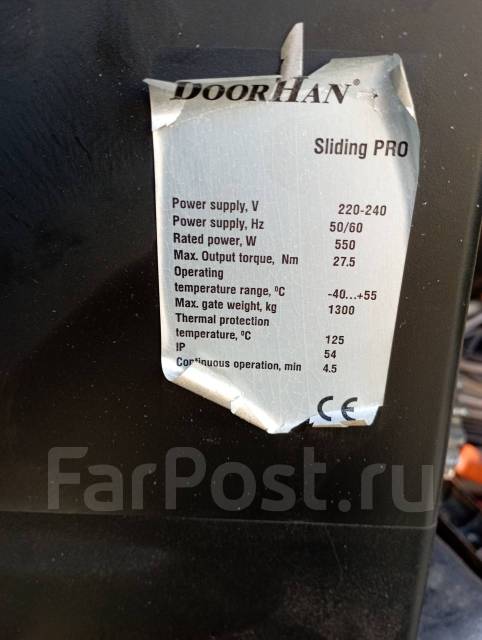 DOORHAN®
Sliding PRO
Power supply, V 220-240
Power supply, Hz 50/60
Rated power, W 550
Max. Output torque, Nm 27.5
Operating
temperature range, ºC -40...+55
Max. gate weight, kg 1300
Thermal protection
temperature, ºC 125
IP 54
Continuous operation, min 4.5
CE
FarPost.ru